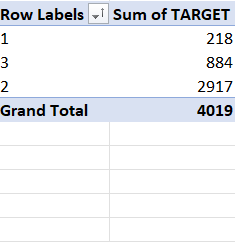 Row Labels Sum of TARGET
1 218
3 884
2 2917
Grand Total 4019